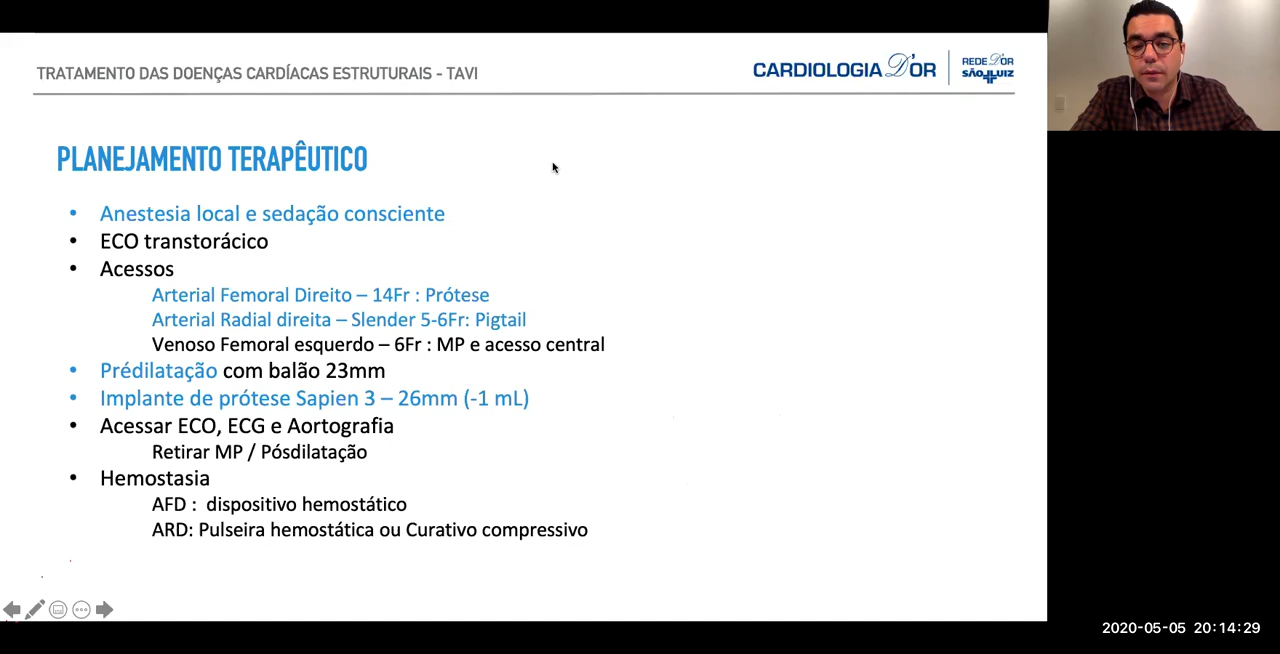 TRATAMENTO DAS DOENÇAS CARDÍACAS ESTRUTURAIS - TAVI
CARDIOLOGIA D'OR
REDE D'OR
SÃO LUIZ
PLANEJAMENTO TERAPÊUTICO
• Anestesia local e sedação consciente
• ECO transtorácico
• Acessos
Arterial Femoral Direito – 14Fr : Prótese
Arterial Radial direita – Slender 5-6Fr: Pigtail
Venoso Femoral esquerdo – 6Fr : MP e acesso central
• Prédilatação com balão 23mm
• Implante de prótese Sapien 3 – 26mm (-1 mL)
• Acessar ECO, ECG e Aortografia
Retirar MP / Pósdilatação
• Hemostasia
AFD : dispositivo hemostático
ARD: Pulseira hemostática ou Curativo compressivo
2020-05-05 20:14:29